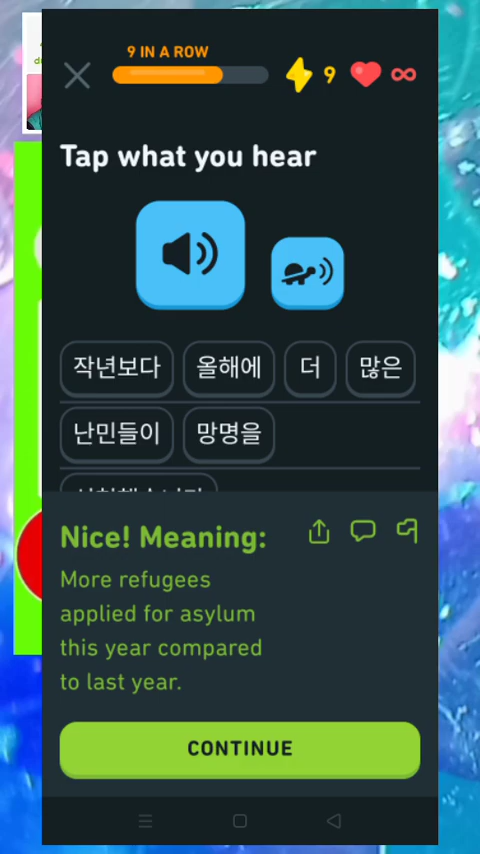 9 IN A ROW
9
Tap what you hear
작년보다 올해에 더 많은
난민들이 망명을
Nice! Meaning:
More refugees
applied for asylum
this year compared
to last year.
CONTINUE